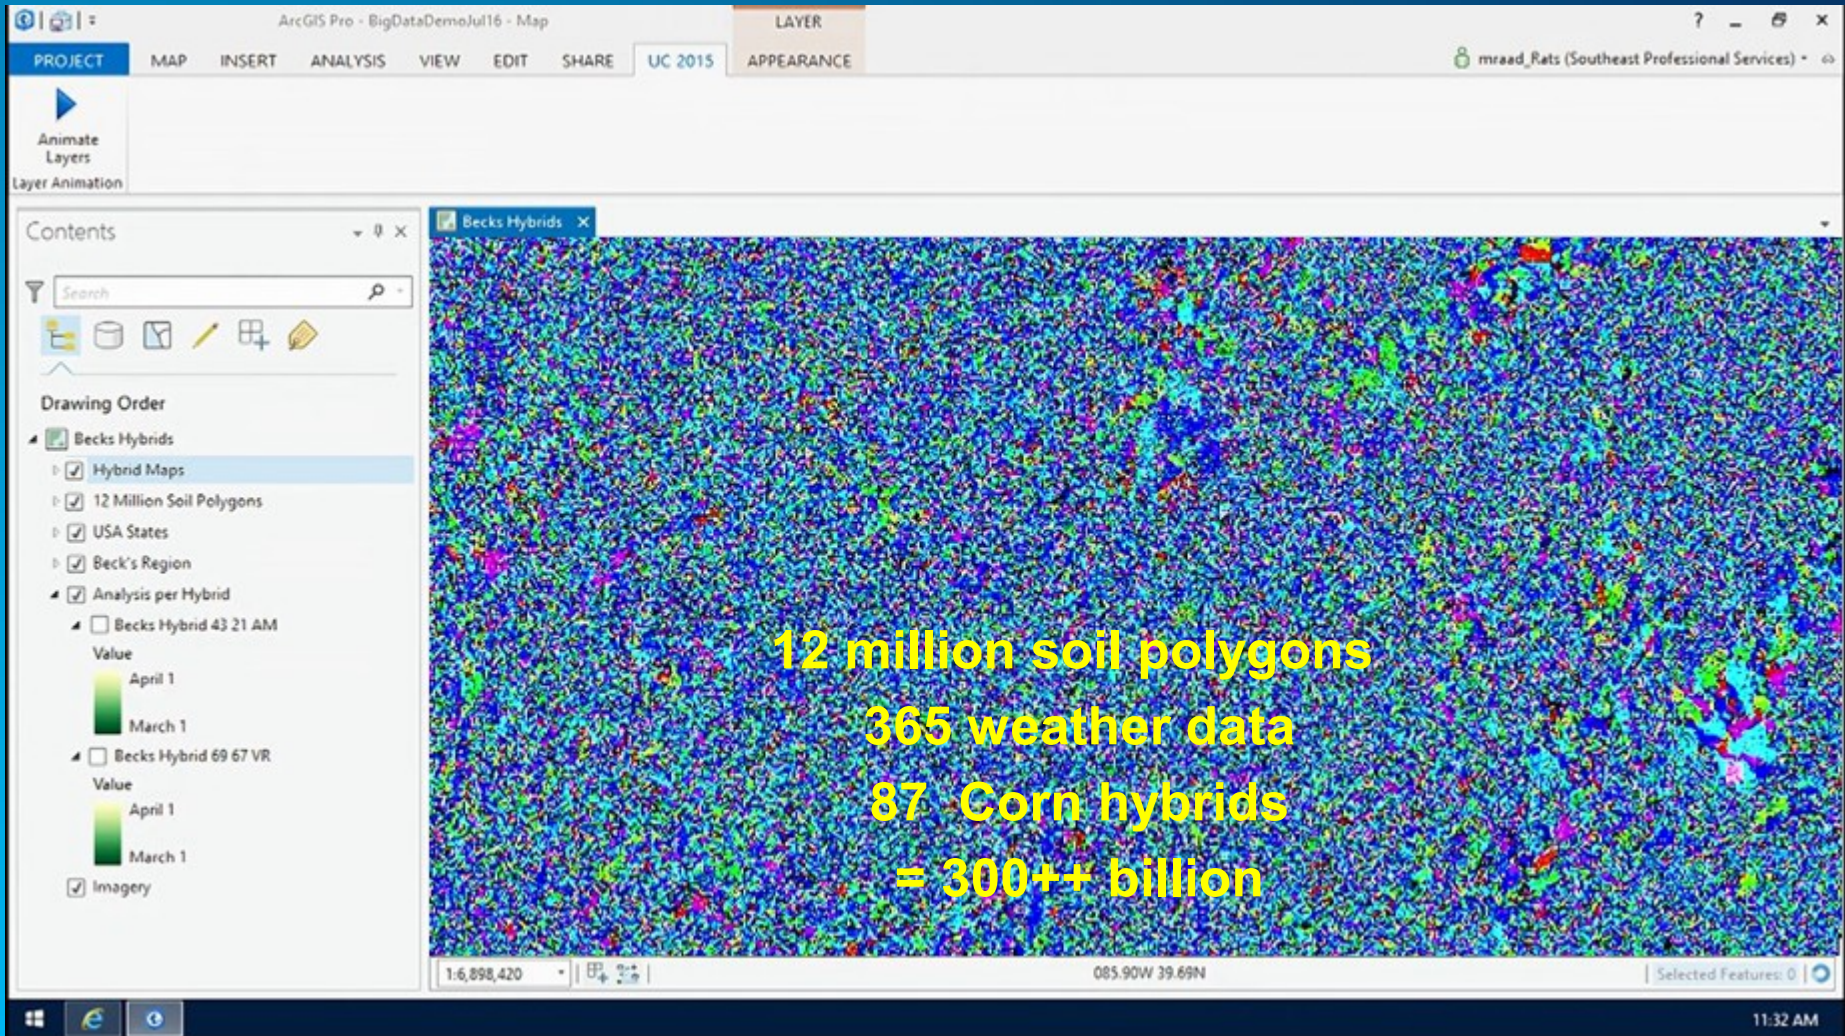 ArcGIS Pro - BigDataDemoJul16 - Map
LAYER
?
PROJECT MAP INSERT ANALYSIS VIEW EDIT SHARE UC 2015 APPEARANCE
mraad_Rats (Southeast Professional Services)
Animate
Layers
Layer Animation
Contents
Becks Hybrids
Search
Drawing Order
Becks Hybrids
Hybrid Maps
12 Million Soil Polygons
USA States
Beck's Region
Analysis per Hybrid
Becks Hybrid 43 21 AM
Value
April 1
March 1
Becks Hybrid 69 67 VR
Value
April 1
March 1
Imagery
12 million soil polygons
365 weather data
87 Corn hybrids
= 300++ billion
1:6,898,420
085.90W 39.69N
Selected Features: 0
11:32 AM